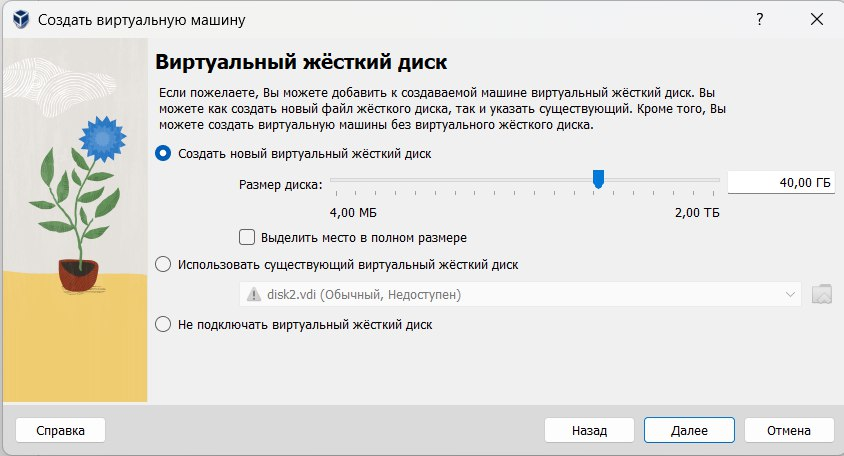 Создать виртуальную машину
?
Виртуальный жёсткий диск
Если пожелаете, Вы можете добавить к создаваемой машине виртуальный жёсткий диск. Вы
можете как создать новый файл жёсткого диска, так и указать существующий. Кроме того, Вы
можете создать виртуальную машины без виртуального жёсткого диска.
Создать новый виртуальный жёсткий диск
Размер диска:
40,00 ГБ
4,00 МБ
2,00 ТБ
Выделить место в полном размере
Использовать существующий виртуальный жёсткий диск
disk2.vdi (Обычный, Недоступен)
Не подключать виртуальный жёсткий диск
Справка
Назад
Далее
Отмена